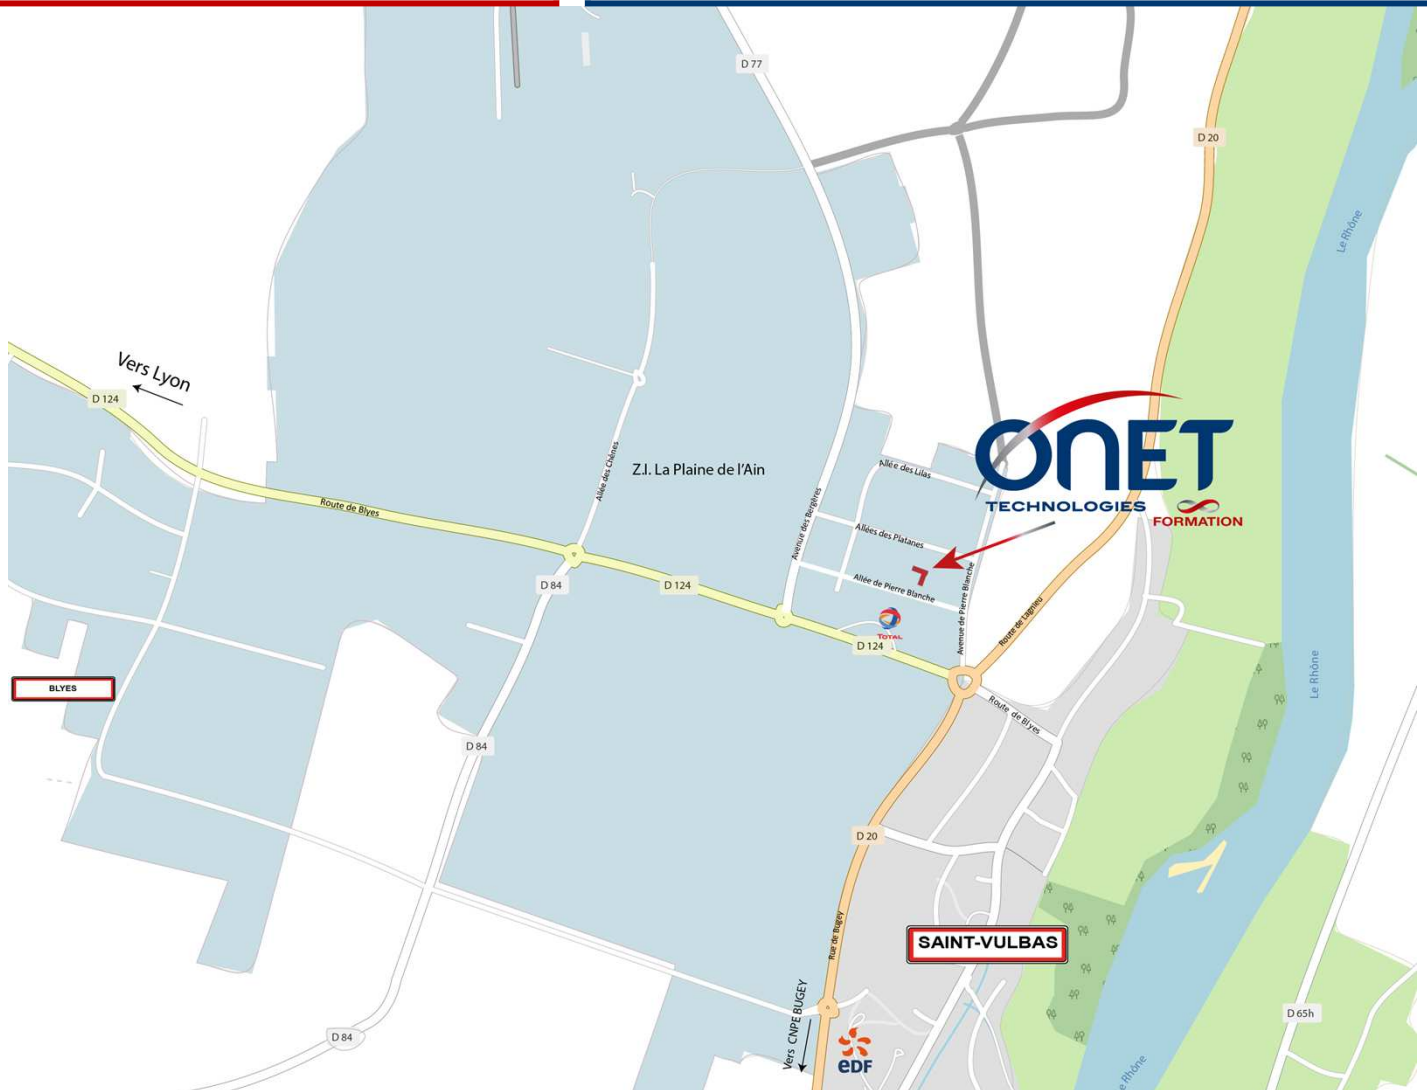 D 77
D 20
Le Rhône
Vers Lyon
D 124
Z.I. La Plaine de l'Ain
Allée des Chênes
Allée des Lilas
ONET
TECHNOLOGIES
FORMATION
Route de Blyes
Avenue des Bergères
Allées des Platanes
Allée de Pierre Blanche
Avenue de Pierre Blanche
Route de Lagnieu
D 84
D 124
TOTAL
D 124
Le Rhône
BLYES
Route de Blyes
D 84
D 20
Rue de Bugey
SAINT-VULBAS
Vers CNPE BUGEY
D 65h
D 84
eDF
Le Rhône